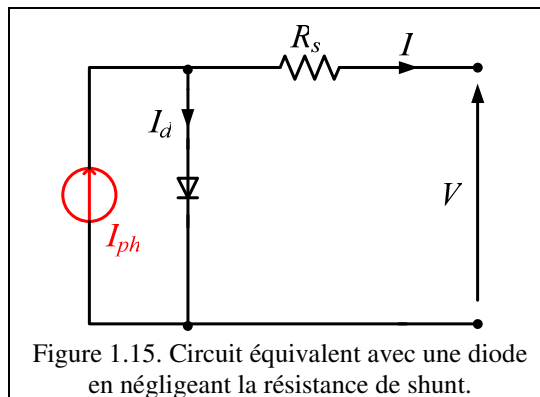 R_s
I
I_d
V
I_ph
Figure 1.15. Circuit équivalent avec une diode
en négligeant la résistance de shunt.